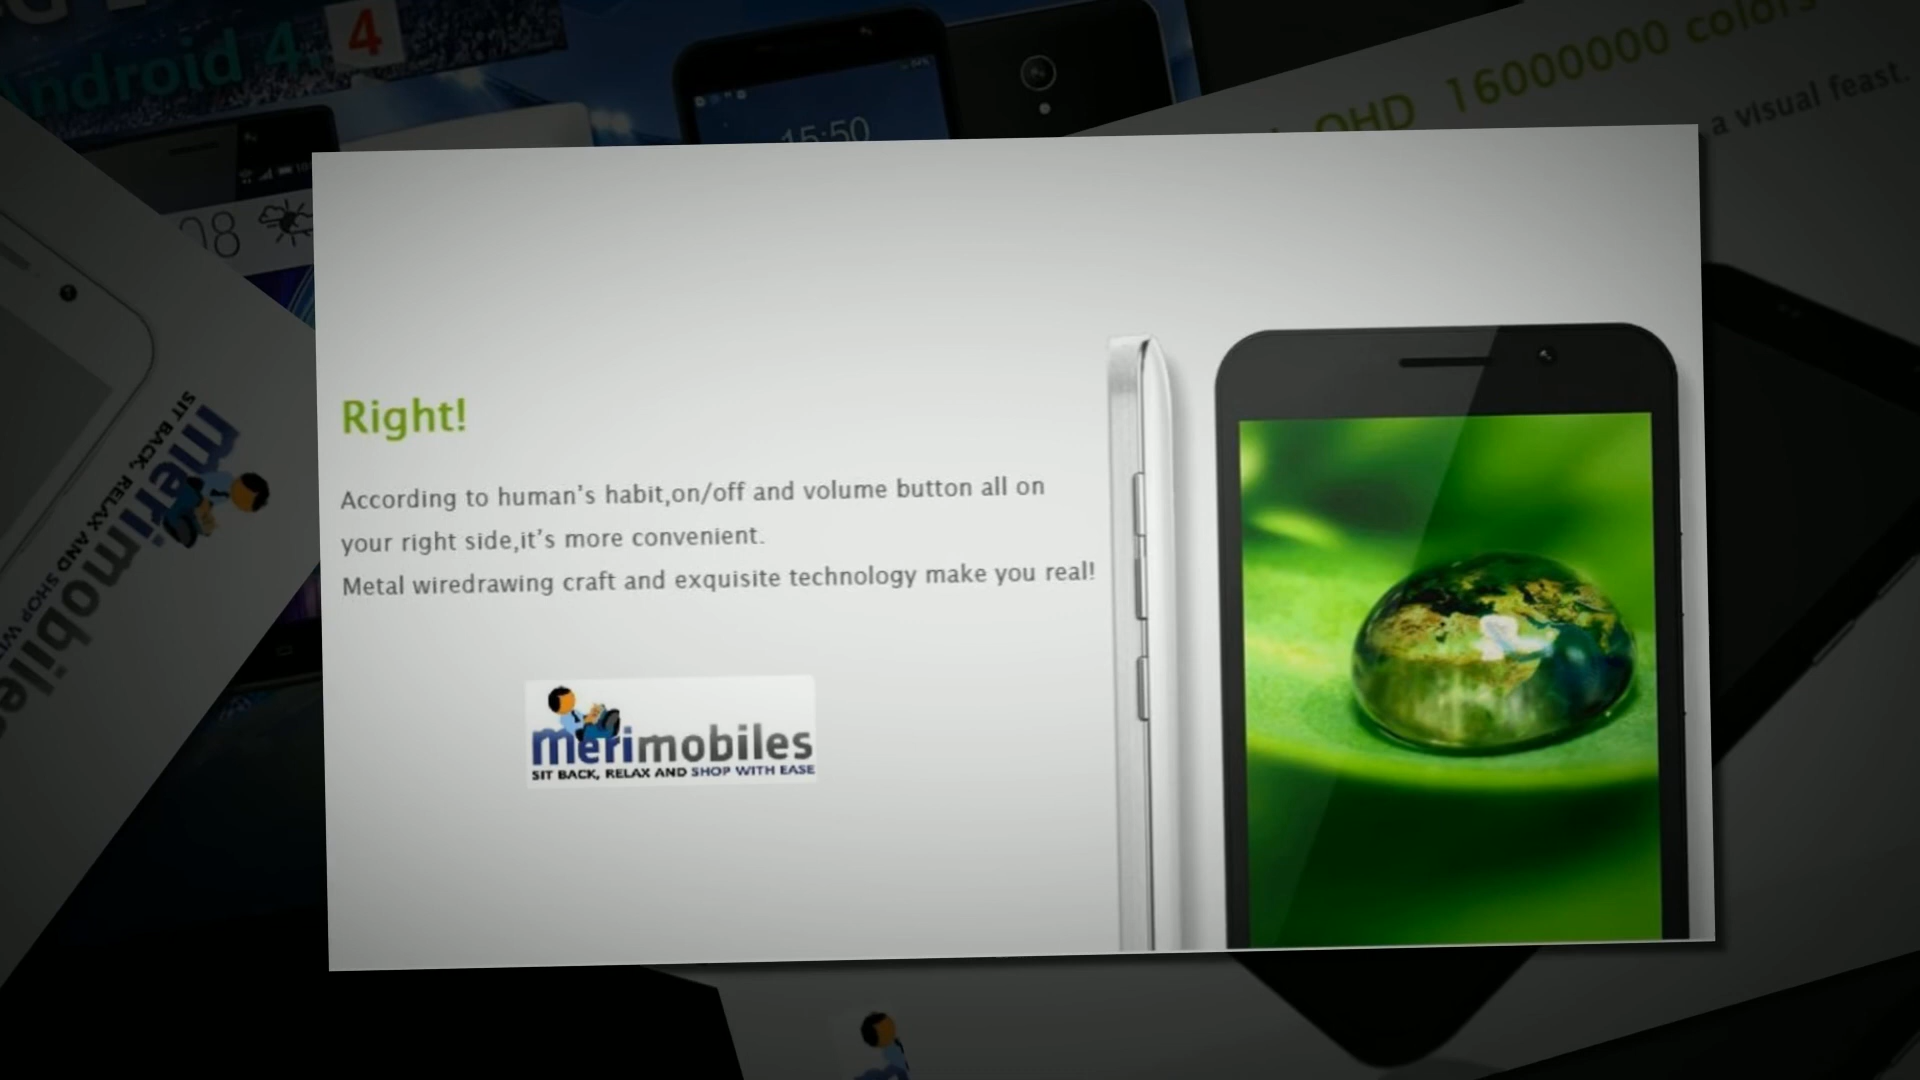 Android 4.4
15:50
QHD 16000000 colors
a visual feast.
08
Right!
According to human's habit,on/off and volume button all on
your right side,it's more convenient.
Metal wiredrawing craft and exquisite technology make you real!
merimobiles
SIT BACK, RELAX AND SHOP WITH EASE
merimobiles
SIT BACK, RELAX AND SHOP